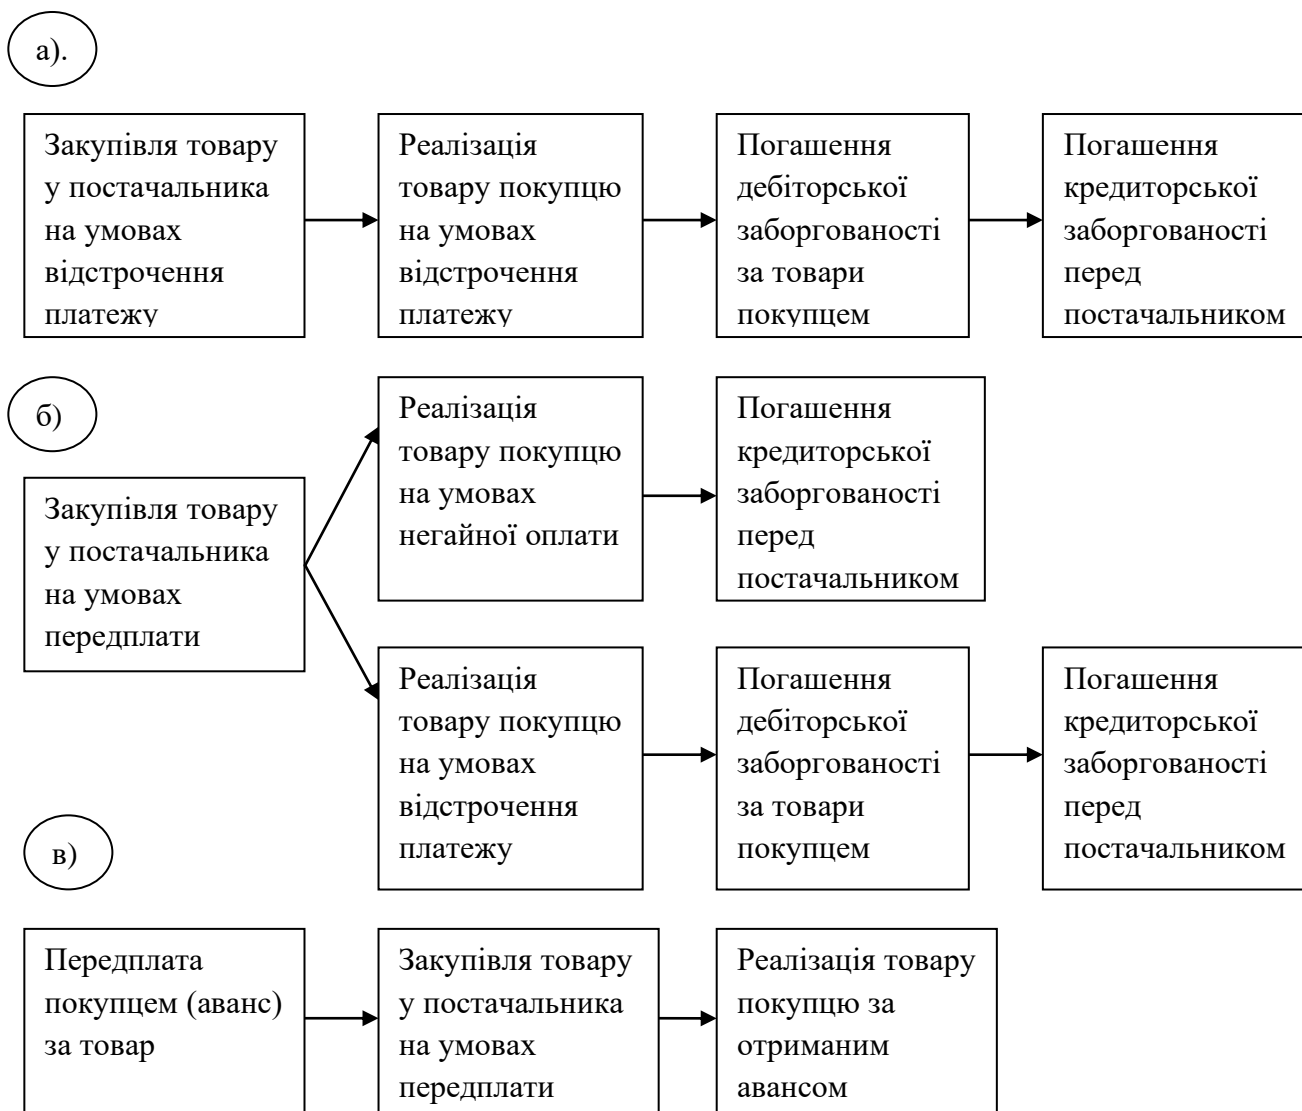 а).
Закупівля товару
у постачальника
на умовах
відстрочення
платежу
Реалізація
товару покупцю
на умовах
відстрочення
платежу
Погашення
дебіторської
заборгованості
за товари
покупцем
Погашення
кредиторської
заборгованості
перед
постачальником
б)
Закупівля товару
у постачальника
на умовах
передплати
Реалізація
товару покупцю
на умовах
негайної оплати
Погашення
кредиторської
заборгованості
перед
постачальником
Реалізація
товару покупцю
на умовах
відстрочення
платежу
Погашення
дебіторської
заборгованості
за товари
покупцем
Погашення
кредиторської
заборгованості
перед
постачальником
в)
Передплата
покупцем (аванс)
за товар
Закупівля товару
у постачальника
на умовах
передплати
Реалізація товару
покупцю за
отриманим
авансом